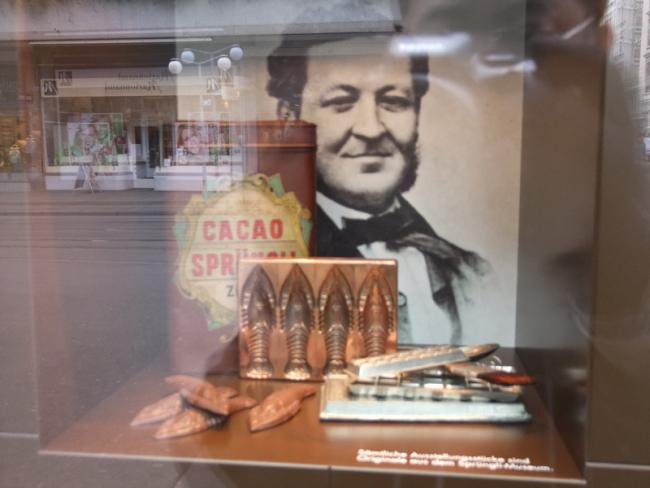 CACAO
SPRÜNGLI
Sämtliche Ausstellungsstücke sind
Originale aus dem Sprüngli-Museum.